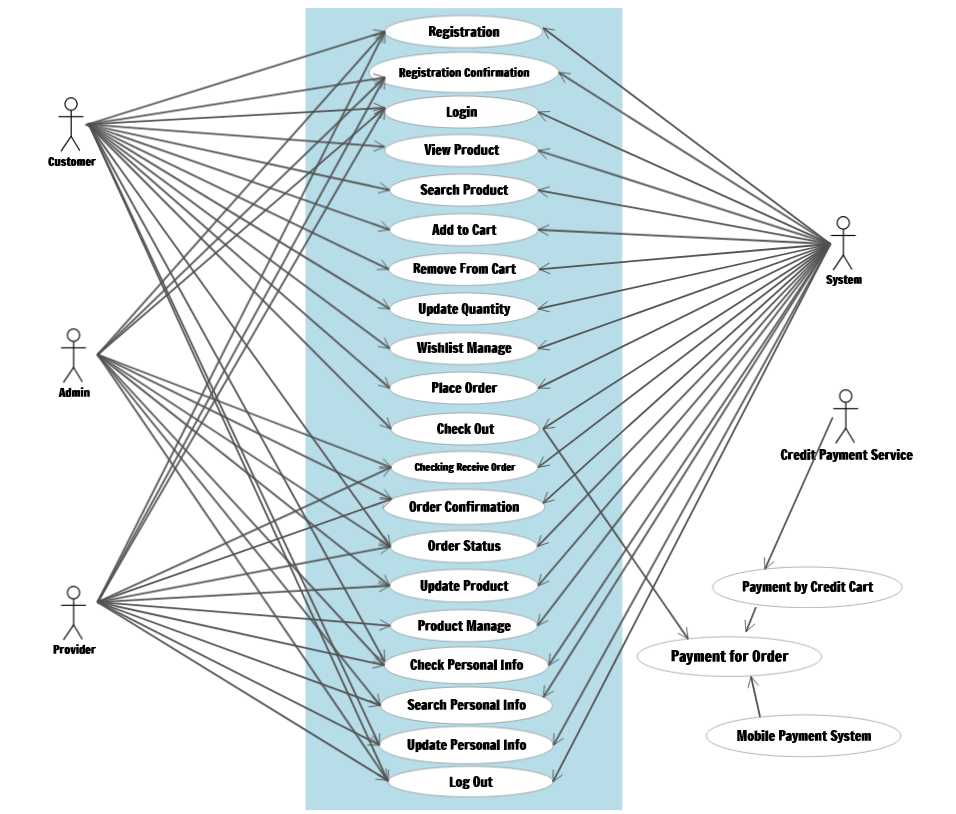 Registration
Registration Confirmation
Login
View Product
Search Product
Add to Cart
Remove From Cart
Update Quantity
Wishlist Manage
Place Order
Check Out
Checking Receive Order
Order Confirmation
Order Status
Update Product
Product Manage
Check Personal Info
Search Personal Info
Update Personal Info
Log Out
Customer
Admin
Provider
System
Credit Payment Service
Payment by Credit Cart
Payment for Order
Mobile Payment System